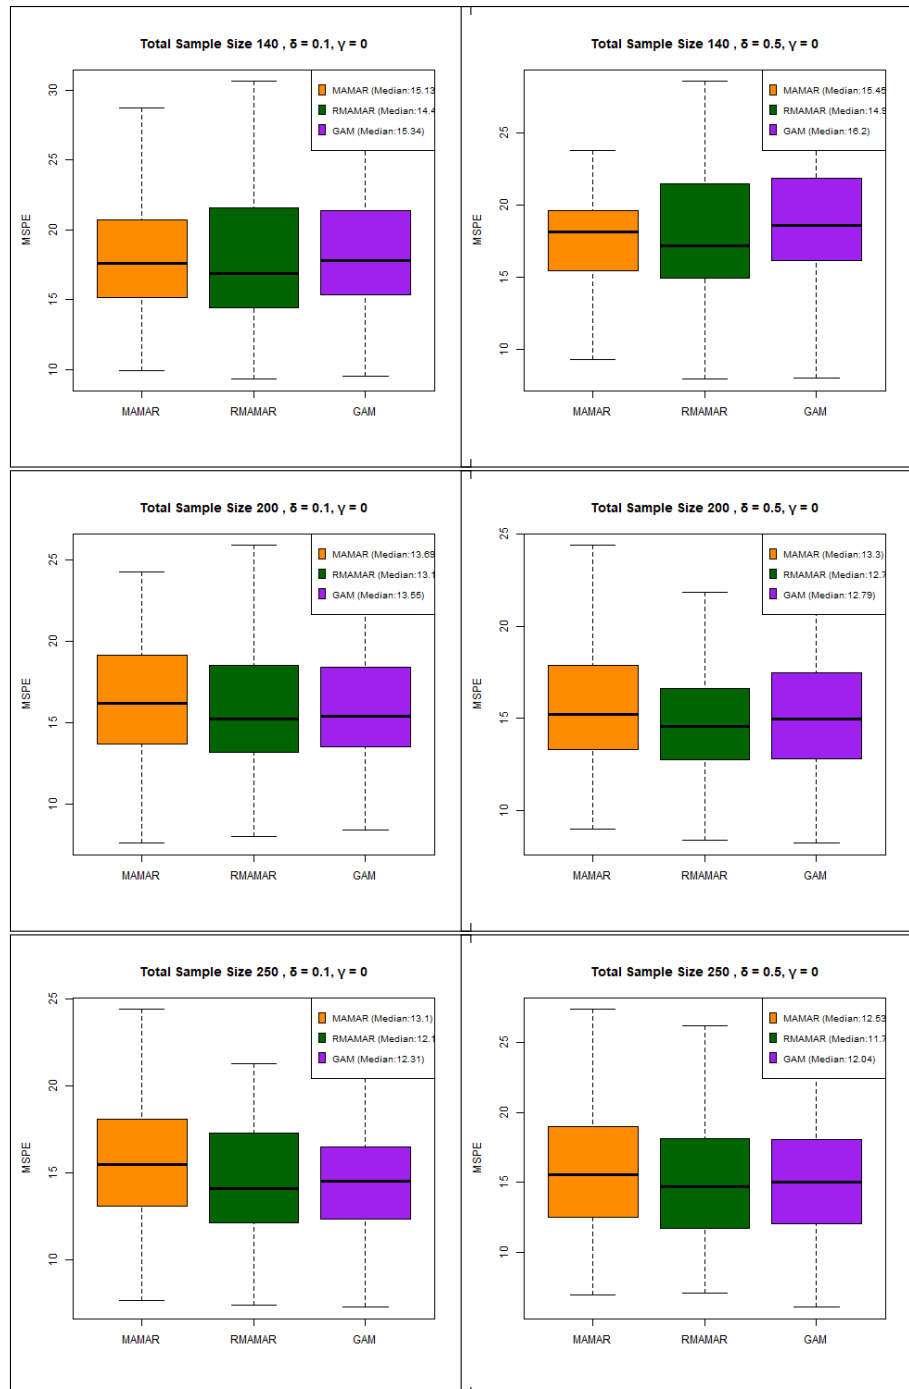 Total Sample Size 140 , δ = 0.1, γ = 0
MSPE
30
25
20
15
10
MAMAR (Median:15.13
RMAMAR (Median:14.4
GAM (Median:15.34)
MAMAR RMAMAR GAM
Total Sample Size 140 , δ = 0.5, γ = 0
MSPE
25
20
15
10
MAMAR (Median:15.45
RMAMAR (Median:14.9
GAM (Median:16.2)
MAMAR RMAMAR GAM
Total Sample Size 200 , δ = 0.1, γ = 0
MSPE
25
20
15
10
MAMAR (Median:13.69
RMAMAR (Median:13.1
GAM (Median:13.55)
MAMAR RMAMAR GAM
Total Sample Size 200 , δ = 0.5, γ = 0
MSPE
25
20
15
10
MAMAR (Median:13.3)
RMAMAR (Median:12.7
GAM (Median:12.79)
MAMAR RMAMAR GAM
Total Sample Size 250 , δ = 0.1, γ = 0
MSPE
25
20
15
10
MAMAR (Median:13.1)
RMAMAR (Median:12.1
GAM (Median:12.31)
MAMAR RMAMAR GAM
Total Sample Size 250 , δ = 0.5, γ = 0
MSPE
25
20
15
10
MAMAR (Median:12.53
RMAMAR (Median:11.7
GAM (Median:12.04)
MAMAR RMAMAR GAM